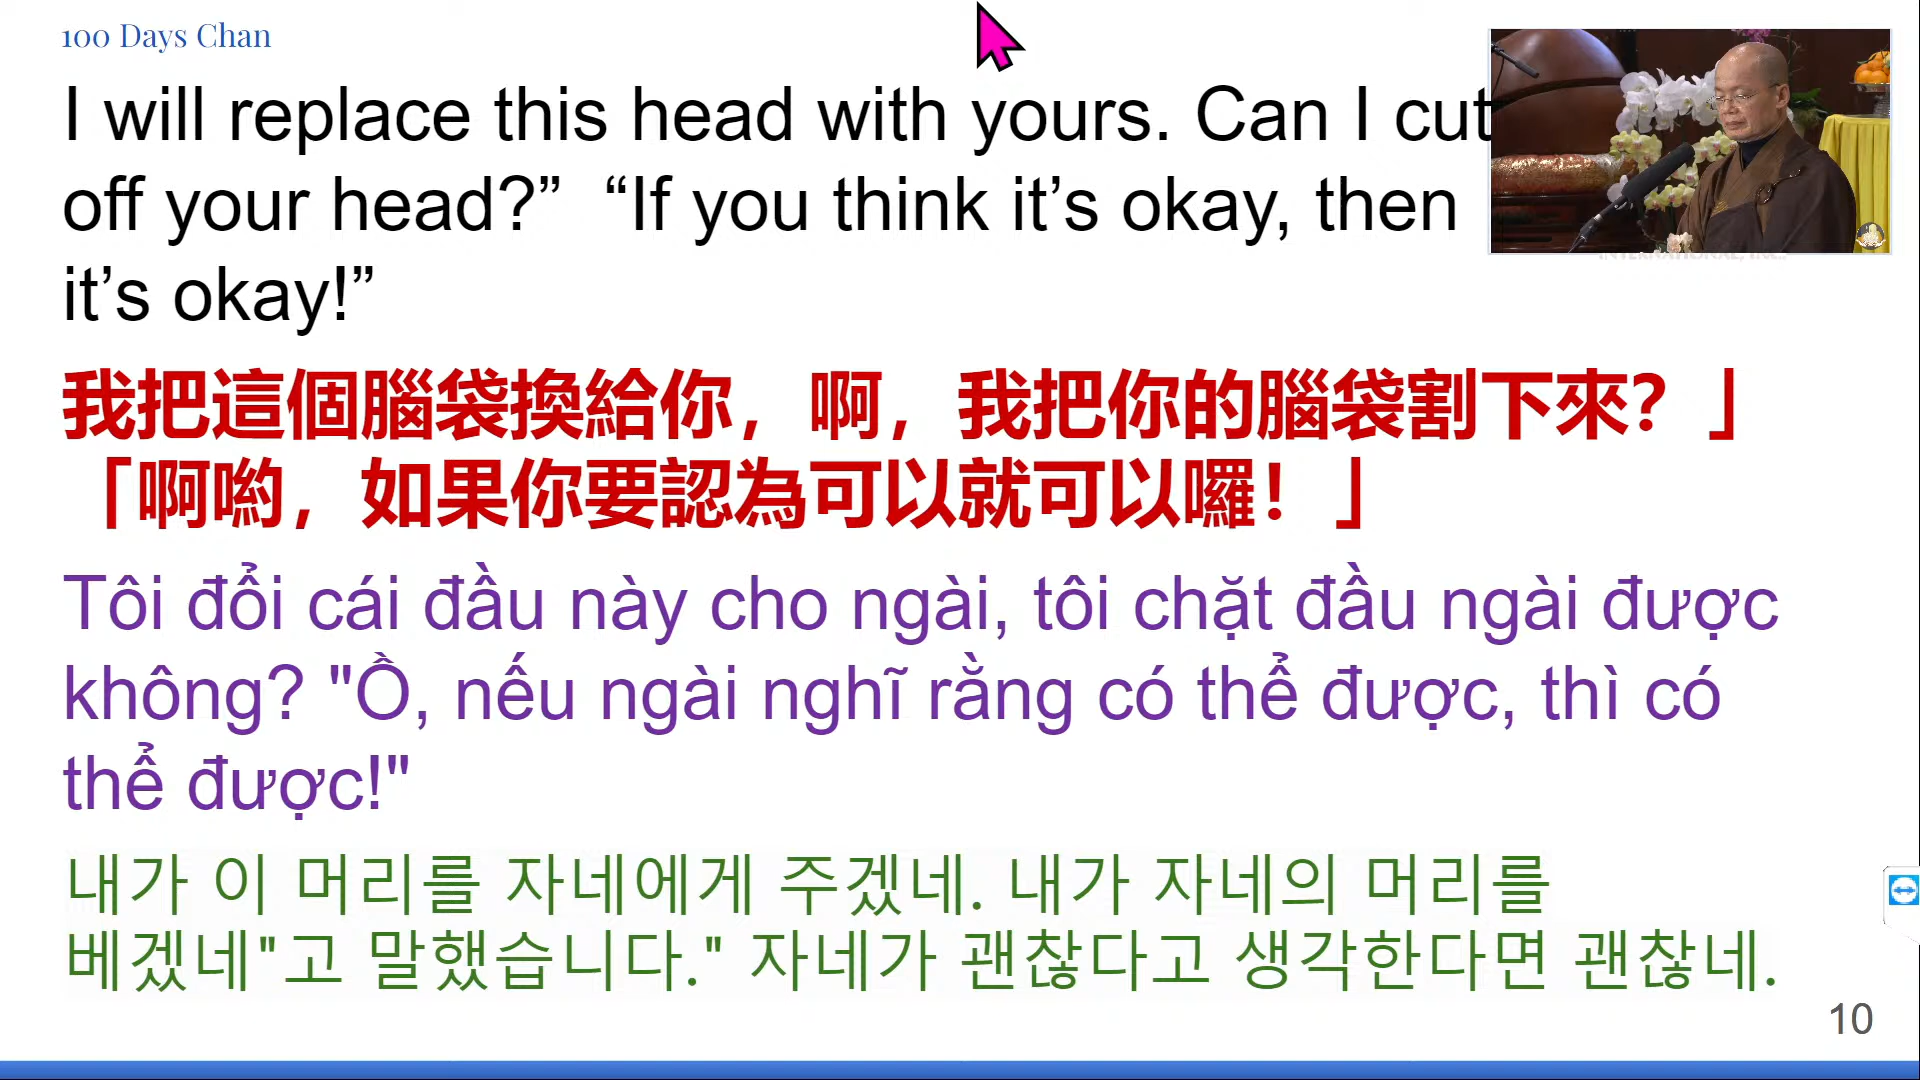 100 Days Chan
I will replace this head with yours. Can I cut
off your head?”  “If you think it’s okay, then
it’s okay!”
我把這個腦袋換給你，啊，我把你的腦袋割下來？」
「啊喲，如果你要認為可以就可以囉！」
Tôi đổi cái đầu này cho ngài, tôi chặt đầu ngài được
không? "Ồ, nếu ngài nghĩ rằng có thể được, thì có
thể được!"
내가 이 머리를 자네에게 주겠네. 내가 자네의 머리를
베겠네"고 말했습니다." 자네가 괜찮다고 생각한다면 괜찮네.
10